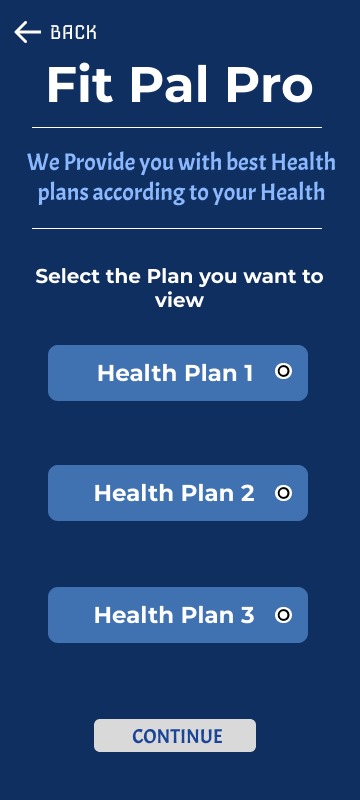 BACK
Fit Pal Pro
We Provide you with best Health
plans according to your Health
Select the Plan you want to
view
Health Plan 1
Health Plan 2
Health Plan 3
CONTINUE